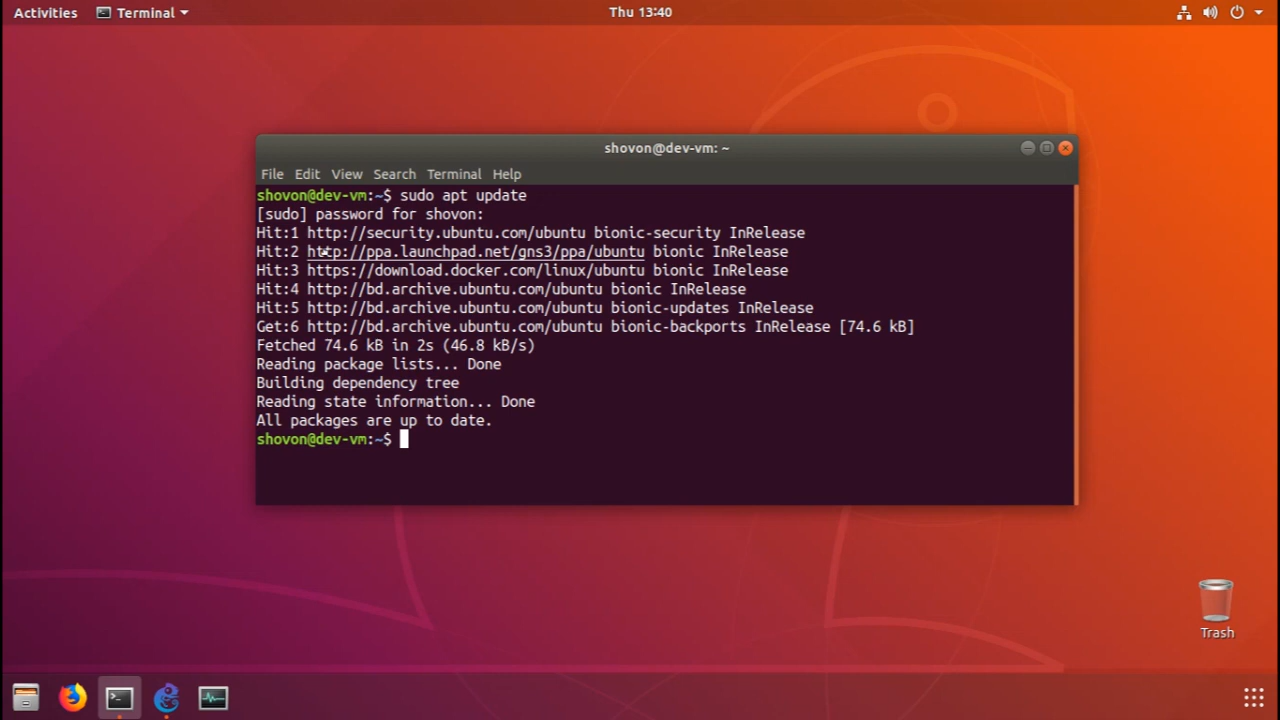 Activities Terminal Thu 13:40
shovon@dev-vm: ~
File Edit View Search Terminal Help
shovon@dev-vm:~$ sudo apt update
[sudo] password for shovon:
Hit:1 http://security.ubuntu.com/ubuntu bionic-security InRelease
Hit:2 http://ppa.launchpad.net/gns3/ppa/ubuntu bionic InRelease
Hit:3 https://download.docker.com/linux/ubuntu bionic InRelease
Hit:4 http://bd.archive.ubuntu.com/ubuntu bionic InRelease
Hit:5 http://bd.archive.ubuntu.com/ubuntu bionic-updates InRelease
Get:6 http://bd.archive.ubuntu.com/ubuntu bionic-backports InRelease [74.6 kB]
Fetched 74.6 kB in 2s (46.8 kB/s)
Reading package lists... Done
Building dependency tree
Reading state information... Done
All packages are up to date.
shovon@dev-vm:~$
Trash